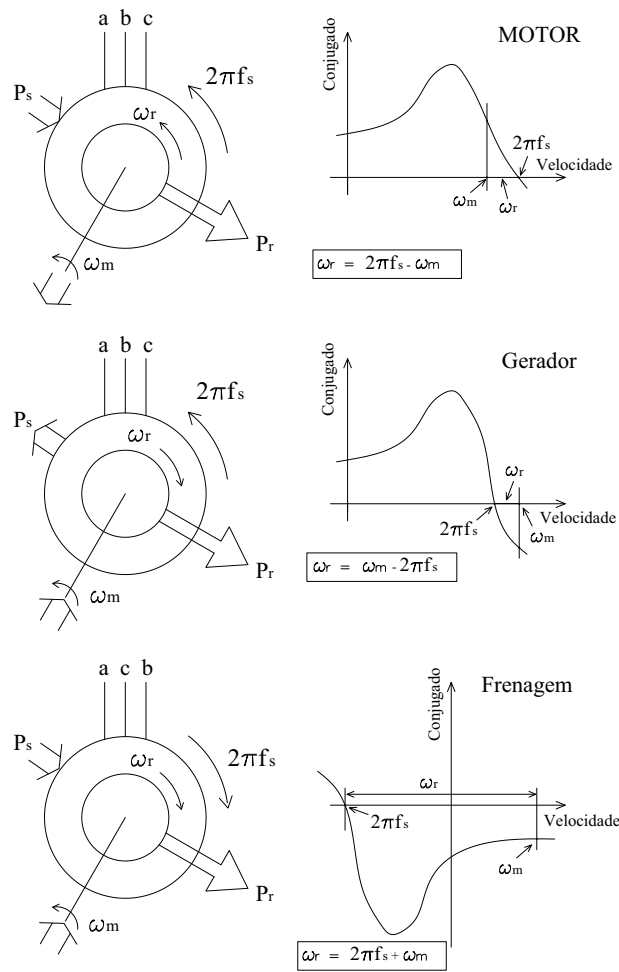 a b c
2πfs
Ps
ωr
Pr
ωm
MOTOR
Conjugado
2πfs
Velocidade
ωm
ωr
ωr = 2πfs - ωm
a b c
2πfs
Ps
ωr
Pr
ωm
Gerador
Conjugado
ωr
Velocidade
2πfs
ωm
ωr = ωm - 2πfs
a c b
2πfs
Ps
ωr
Pr
ωm
Frenagem
Conjugado
ωr
2πfs
Velocidade
ωm
ωr = 2πfs + ωm